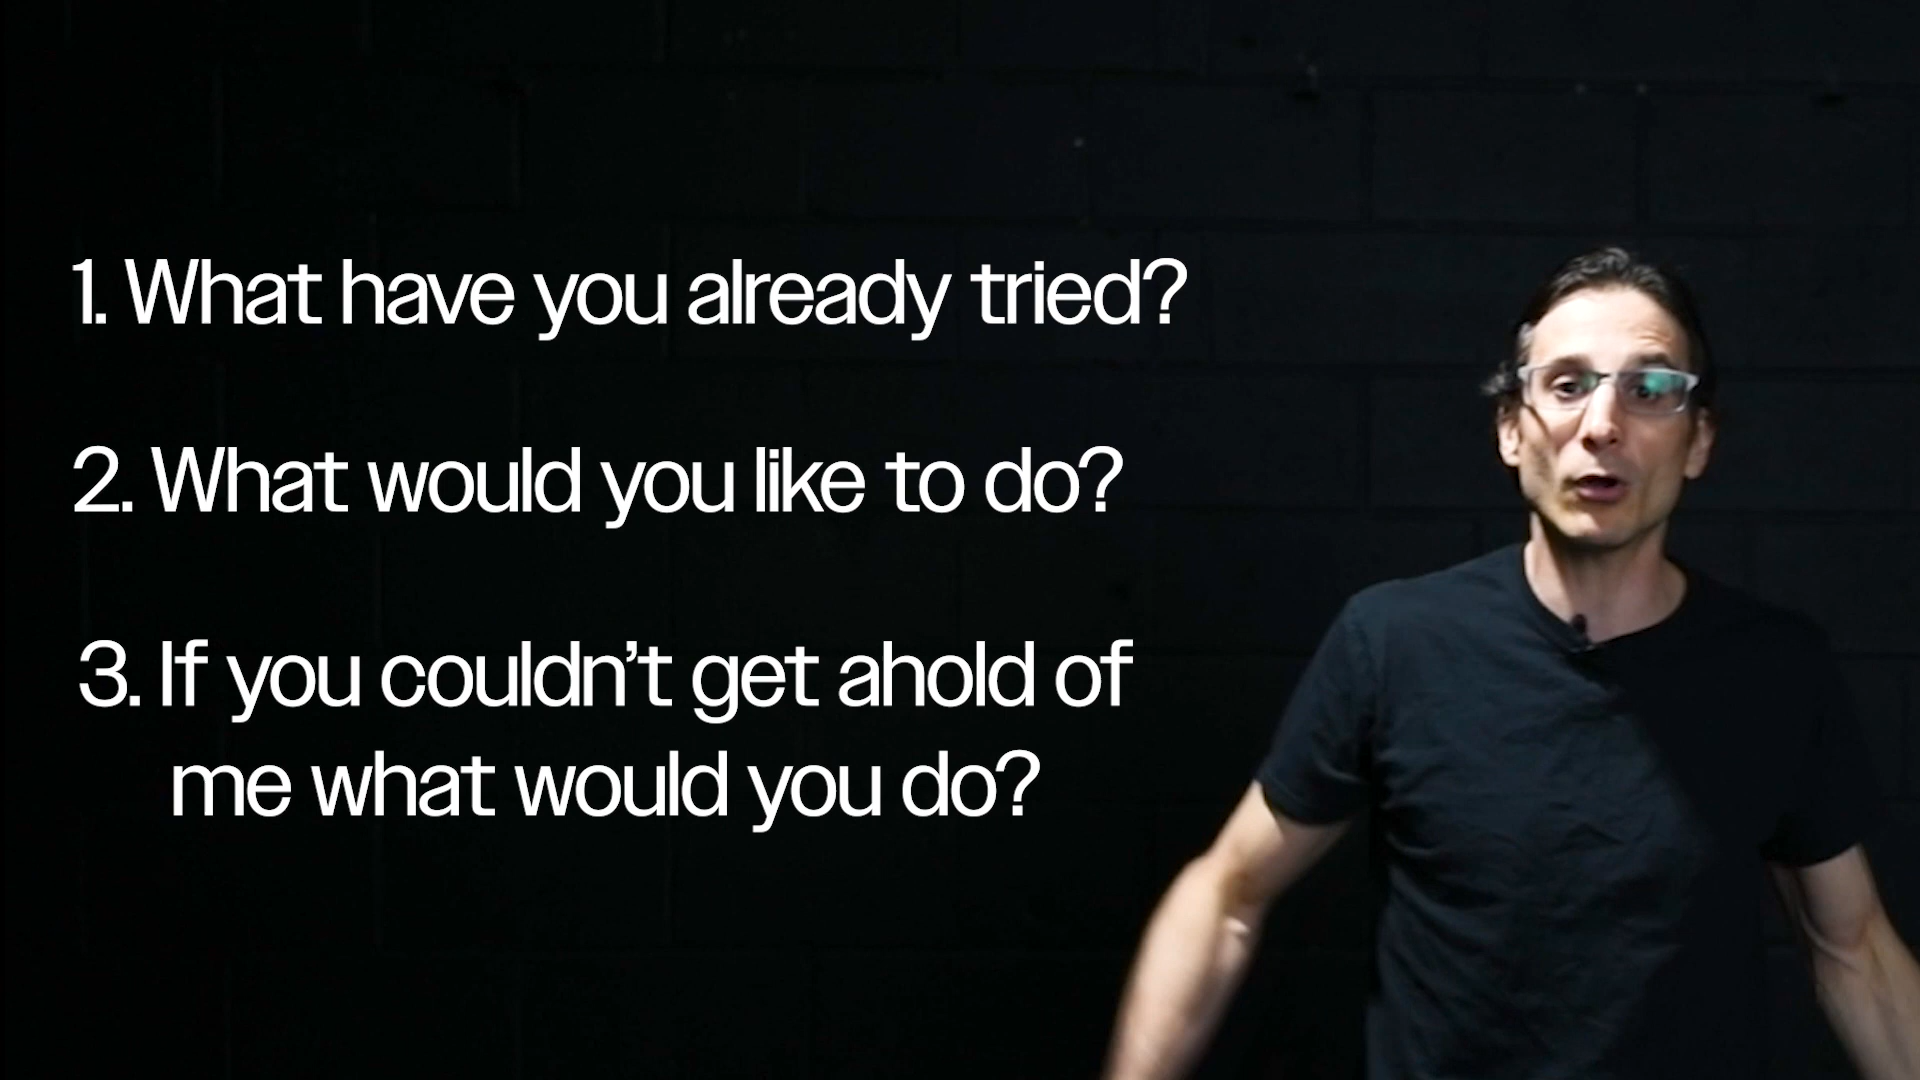 1. What have you already tried?
2. What would you like to do?
3. If you couldn’t get ahold of
me what would you do?